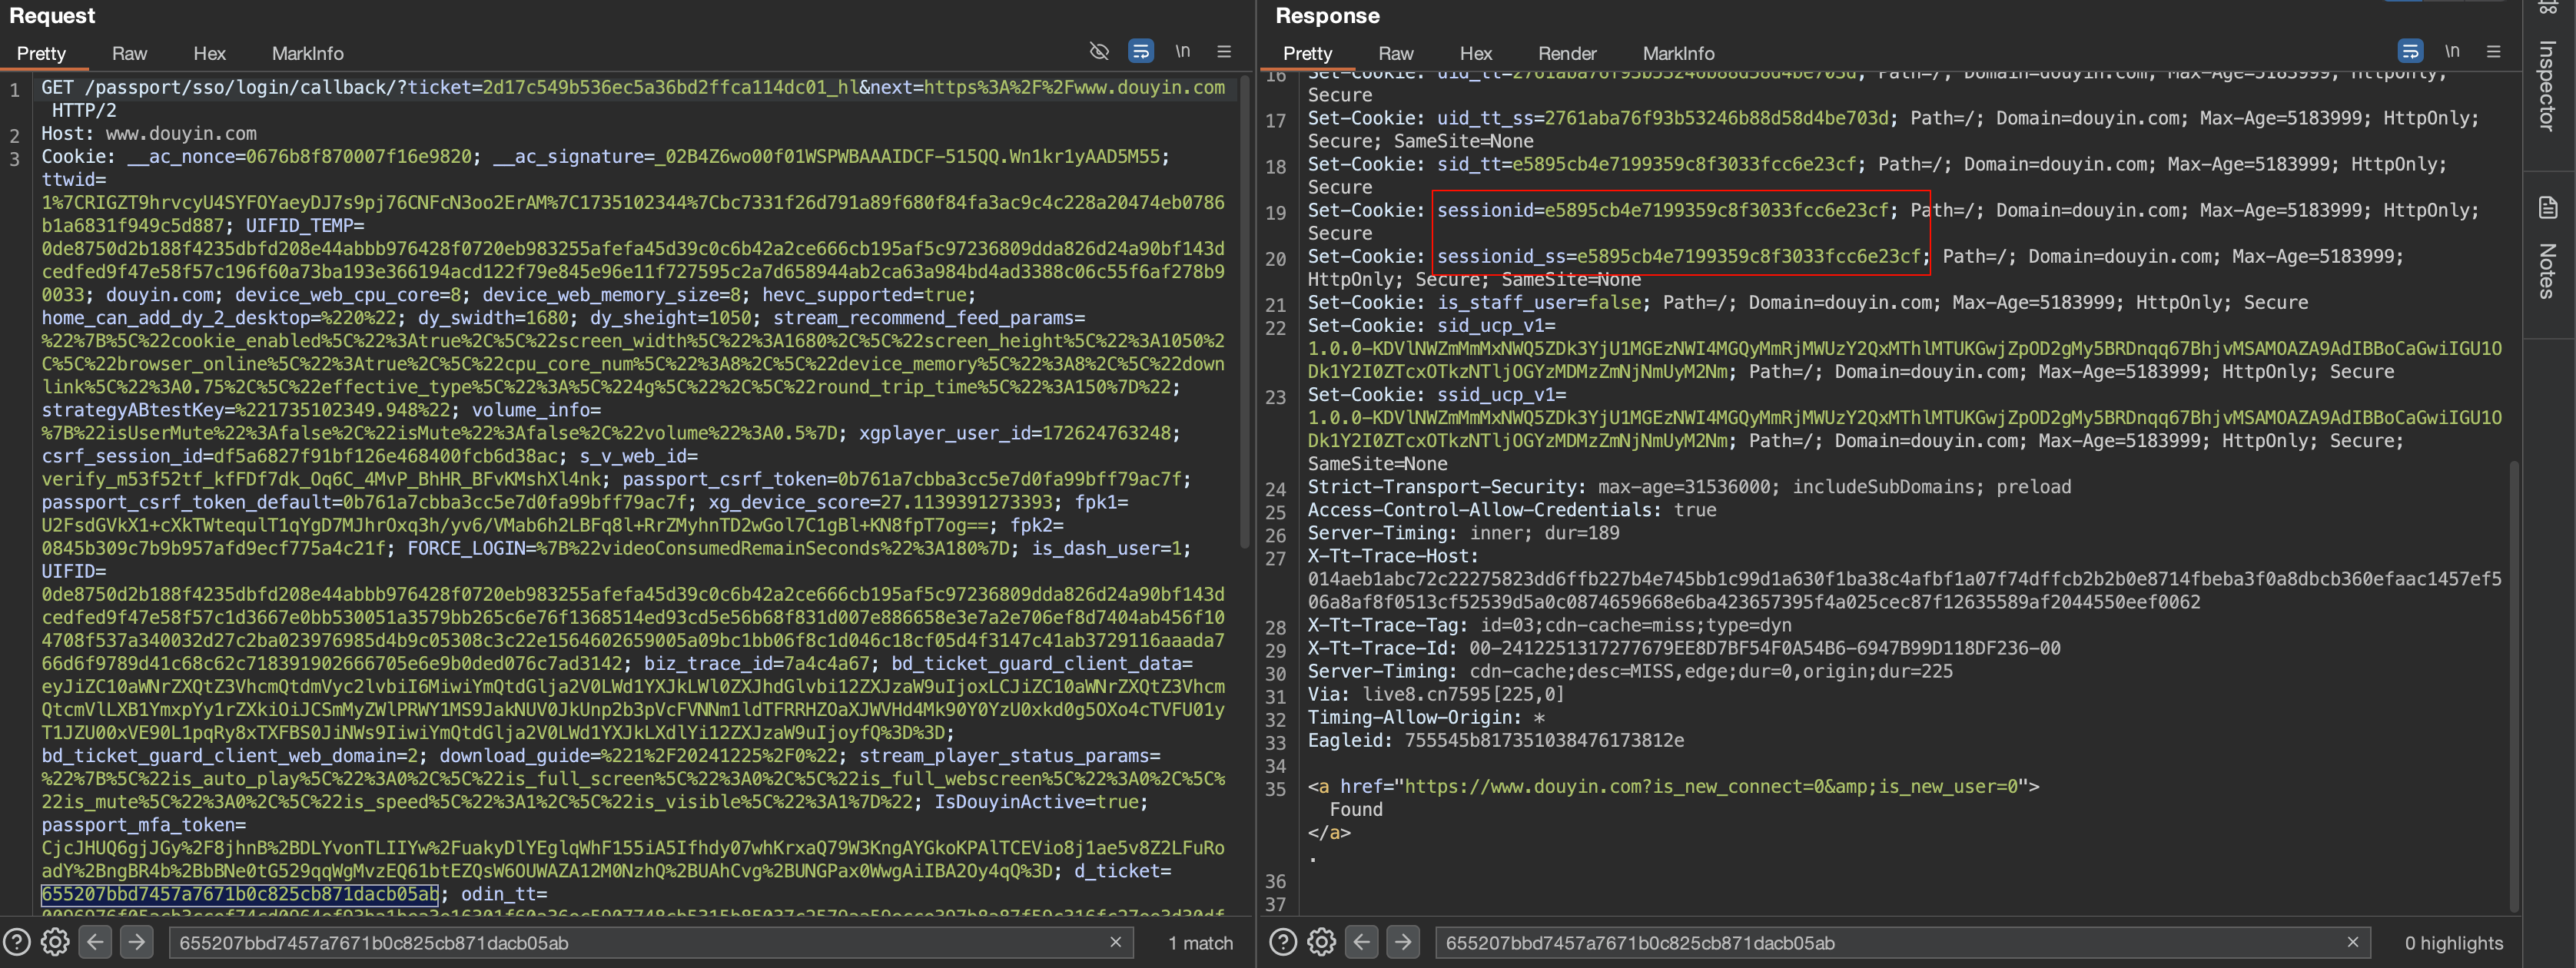 Request
Pretty Raw Hex MarkInfo \n
1 GET /passport/sso/login/callback/?ticket=2d17c549b536ec5a36bd2ffca114dc01_hl&next=https%3A%2F%2Fwww.douyin.com
HTTP/2
2 Host: www.douyin.com
3 Cookie: __ac_nonce=0676b8f870007f16e9820; __ac_signature=_02B4Z6wo00f01WSPWBAAAIDCF-515QQ.Wn1kr1yAAD5M55;
ttwid=
1%7CRIGZT9hrvcyU4SYFOYaeyDJ7s9pj76CNFcN3oo2ErAM%7C1735102344%7Cbc7331f26d791a89f680f84fa3ac9c4c228a20474eb0786
b1a6831f949c5d887; UIFID_TEMP=
0de8750d2b188f4235dbfd208e44abbb976428f0720eb983255afefa45d39c0c6b42a2ce666cb195af5c97236809dda826d24a90bf143d
cedfed9f47e58f57c196f60a73ba193e366194acd122f79e845e96e11f727595c2a7d658944ab2ca63a984bd4ad3388c06c55f6af278b9
0033; douyin.com; device_web_cpu_core=8; device_web_memory_size=8; hevc_supported=true;
home_can_add_dy_2_desktop=%220%22; dy_swidth=1680; dy_sheight=1050; stream_recommend_feed_params=
%22%7B%5C%22cookie_enabled%5C%22%3Atrue%2C%5C%22screen_width%5C%22%3A1680%2C%5C%22screen_height%5C%22%3A1050%2
C%5C%22browser_online%5C%22%3Atrue%2C%5C%22cpu_core_num%5C%22%3A8%2C%5C%22device_memory%5C%22%3A8%2C%5C%22down
link%5C%22%3A0.75%2C%5C%22effective_type%5C%22%3A%5C%224g%5C%22%2C%5C%22round_trip_time%5C%22%3A150%7D%22;
strategyABtestKey=%221735102349.948%22; volume_info=
%7B%22isUserMute%22%3Afalse%2C%22isMute%22%3Afalse%2C%22volume%22%3A0.5%7D; xgplayer_user_id=172624763248;
csrf_session_id=df5a6827f91bf126e468400fcb6d38ac; s_v_web_id=
verify_m53f52tf_kfFDf7dk_Oq6C_4MvP_BhHR_BFvKMshXl4nk; passport_csrf_token=0b761a7cbba3cc5e7d0fa99bff79ac7f;
passport_csrf_token_default=0b761a7cbba3cc5e7d0fa99bff79ac7f; xg_device_score=27.1139391273393; fpk1=
U2FsdGVkX1+cXkTWtequlT1qYgD7MJhrOxq3h/yv6/VMab6h2LBFq8l+RrZMyhnTD2wGol7C1gBl+KN8fpT7og==; fpk2=
0845b309c7b9b957afd9ecf775a4c21f; FORCE_LOGIN=%7B%22videoConsumedRemainSeconds%22%3A180%7D; is_dash_user=1;
UIFID=
0de8750d2b188f4235dbfd208e44abbb976428f0720eb983255afefa45d39c0c6b42a2ce666cb195af5c97236809dda826d24a90bf143d
cedfed9f47e58f57c1d3667e0bb530051a3579bb265c6e76f1368514ed93cd5e56b68f831d007e886658e3e7a2e706ef8d7404ab456f10
4708f537a340032d27c2ba023976985d4b9c05308c3c22e1564602659005a09bc1bb06f8c1d046c18cf05d4f3147c41ab3729116aaada7
66d6f9789d41c68c62c718391902666705e6e9b0ded076c7ad3142; biz_trace_id=7a4c4a67; bd_ticket_guard_client_data=
eyJiZC10aWNrZXQtZ3VhcmQtdmVyc2lvbiI6MiwiYmQtdGlja2V0LWd1YXJkLWl0ZXJhdGlvbi12ZXJzaW9uIjoxLCJiZC10aWNrZXQtZ3Vhcm
QtcmVlLXB1YmxpYy1rZXkiOiJCSmMyZWlPRWY1MS9JakNUV0JkUnp2b3pVcFVNNm1ldTFRRHZOaXJWVHd4Mk90Y0YzU0xkd0g5OXo4cTVFU01y
T1JZU00xVE90L1pqRy8xTXFBS0JiNWs9IiwiYmQtdGlja2V0LWd1YXJkLXdlYi12ZXJzaW9uIjoyfQ%3D%3D;
bd_ticket_guard_client_web_domain=2; download_guide=%221%2F20241225%2F0%22; stream_player_status_params=
%22%7B%5C%22is_auto_play%5C%22%3A0%2C%5C%22is_full_screen%5C%22%3A0%2C%5C%22is_full_webscreen%5C%22%3A0%2C%5C%
22is_mute%5C%22%3A0%2C%5C%22is_speed%5C%22%3A1%2C%5C%22is_visible%5C%22%3A1%7D%22; IsDouyinActive=true;
passport_mfa_token=
CjcJHUQ6gjJGy%2F8jhnB%2BDLYvonTLIIYw%2FuakyDlYEglqWhF155iA5Ifhdy07whKrxaQ79W3KngAYGkoKPAlTCEVio8j1ae5v8Z2LFuRo
adY%2BngBR4b%2BbBNe0tG529qqWgMvzEQ61btEZQsW6OUWAZA12M0NzhQ%2BUAhCvg%2BUNGPax0WwgAiIBA2Oy4qQ%3D; d_ticket=
655207bbd7457a7671b0c825cb871dacb05ab; odin_tt=
655207bbd7457a7671b0c825cb871dacb05ab 1 match
Response
Pretty Raw Hex Render MarkInfo \n
16 Set-Cookie: uid_tt=2761aba76f93b53246b88d58d4be703d; Path=/; Domain=douyin.com; Max-Age=5183999; HttpOnly;
Secure
17 Set-Cookie: uid_tt_ss=2761aba76f93b53246b88d58d4be703d; Path=/; Domain=douyin.com; Max-Age=5183999; HttpOnly;
Secure; SameSite=None
18 Set-Cookie: sid_tt=e5895cb4e7199359c8f3033fcc6e23cf; Path=/; Domain=douyin.com; Max-Age=5183999; HttpOnly;
Secure
19 Set-Cookie: sessionid=e5895cb4e7199359c8f3033fcc6e23cf; Path=/; Domain=douyin.com; Max-Age=5183999; HttpOnly;
Secure
20 Set-Cookie: sessionid_ss=e5895cb4e7199359c8f3033fcc6e23cf; Path=/; Domain=douyin.com; Max-Age=5183999;
HttpOnly; Secure; SameSite=None
21 Set-Cookie: is_staff_user=false; Path=/; Domain=douyin.com; Max-Age=5183999; HttpOnly; Secure
22 Set-Cookie: sid_ucp_v1=
1.0.0-KDVlNWZmMmMxNWQ5ZDk3YjU1MGEzNWI4MGQyMmRjMWUzY2QxMThlMTUKGwjZpOD2gMy5BRDnqq67BhjvMSAMOAZA9AdIBBoCaGwiIGU1O
Dk1Y2I0ZTcxOTkzNTljOGYzMDMzZmNjNmUyM2Nm; Path=/; Domain=douyin.com; Max-Age=5183999; HttpOnly; Secure
23 Set-Cookie: ssid_ucp_v1=
1.0.0-KDVlNWZmMmMxNWQ5ZDk3YjU1MGEzNWI4MGQyMmRjMWUzY2QxMThlMTUKGwjZpOD2gMy5BRDnqq67BhjvMSAMOAZA9AdIBBoCaGwiIGU1O
Dk1Y2I0ZTcxOTkzNTljOGYzMDMzZmNjNmUyM2Nm; Path=/; Domain=douyin.com; Max-Age=5183999; HttpOnly; Secure;
SameSite=None
24 Strict-Transport-Security: max-age=31536000; includeSubDomains; preload
25 Access-Control-Allow-Credentials: true
26 Server-Timing: inner; dur=189
27 X-Tt-Trace-Host:
014aeb1abc72c22275823dd6ffb227b4e745bb1c99d1a630f1ba38c4afbf1a07f74dffcb2b2b0e8714fbeba3f0a8dbcb360efaac1457ef5
06a8af8f0513cf52539d5a0c0874659668e6ba423657395f4a025cec87f12635589af2044550eef0062
28 X-Tt-Trace-Tag: id=03;cdn-cache=miss;type=dyn
29 X-Tt-Trace-Id: 00-2412251317277679EE8D7BF54F0A54B6-6947B99D118DF236-00
30 Server-Timing: cdn-cache;desc=MISS,edge;dur=0,origin;dur=225
31 Via: live8.cn7595[225,0]
32 Timing-Allow-Origin: *
33 Eagleid: 755545b817351038476173812e
34
35 <a href="https://www.douyin.com?is_new_connect=0&amp;is_new_user=0">
Found
</a>
.
36
37
655207bbd7457a7671b0c825cb871dacb05ab 0 highlights
Inspector
Notes